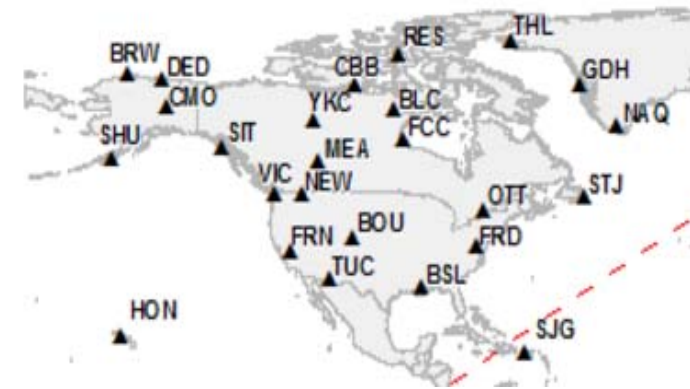 THL
RES
BRW
DED
CBB
GDH
CMO
YKC
BLC
NAQ
FCC
SHU
SIT
MEA
VIC
NEW
STJ
OTT
BOU
FRN
FRD
TUC
BSL
HON
SJG